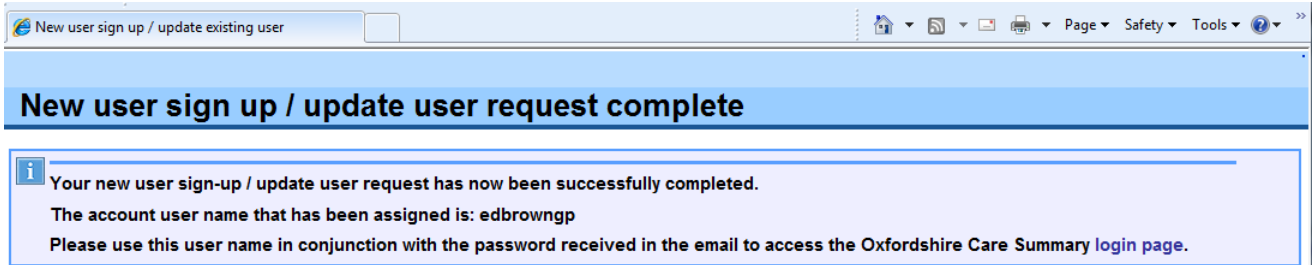 New user sign up / update existing user
Page Safety Tools
New user sign up / update user request complete
Your new user sign-up / update user request has now been successfully completed.
The account user name that has been assigned is: edbrowngp
Please use this user name in conjunction with the password received in the email to access the Oxfordshire Care Summary login page.